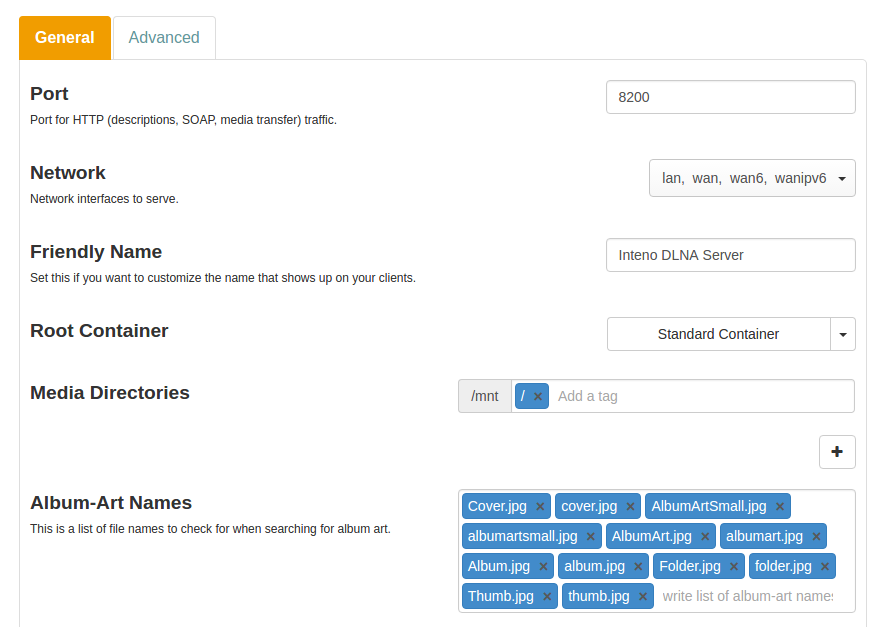 General Advanced
Port
8200
Port for HTTP (descriptions, SOAP, media transfer) traffic.
Network
lan, wan, wan6, wanipv6
Network interfaces to serve.
Friendly Name
Inteno DLNA Server
Set this if you want to customize the name that shows up on your clients.
Root Container
Standard Container
Media Directories
/mnt / × Add a tag
+
Album-Art Names
This is a list of file names to check for when searching for album art.
Cover.jpg × cover.jpg × AlbumArtSmall.jpg ×
albumartsmall.jpg × AlbumArt.jpg × albumart.jpg ×
Album.jpg × album.jpg × Folder.jpg × folder.jpg ×
Thumb.jpg × thumb.jpg × write list of album-art names